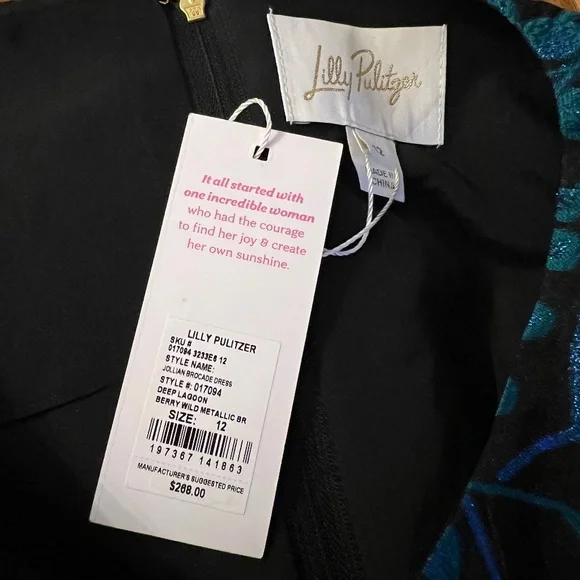 Lilly Pulitzer
12
MADE IN
CHINA
It all started with
one incredible woman
who had the courage
to find her joy & create
her own sunshine.
LILLY PULITZER
SKU #
017094 3233E6 12
STYLE NAME:
JOLLIAN BROCADE DRESS
STYLE #: 017094
DEEP LAGOON
BERRY WILD METALLIC BR
SIZE: 12
197367 141863
MANUFACTURER'S SUGGESTED PRICE
$268.00